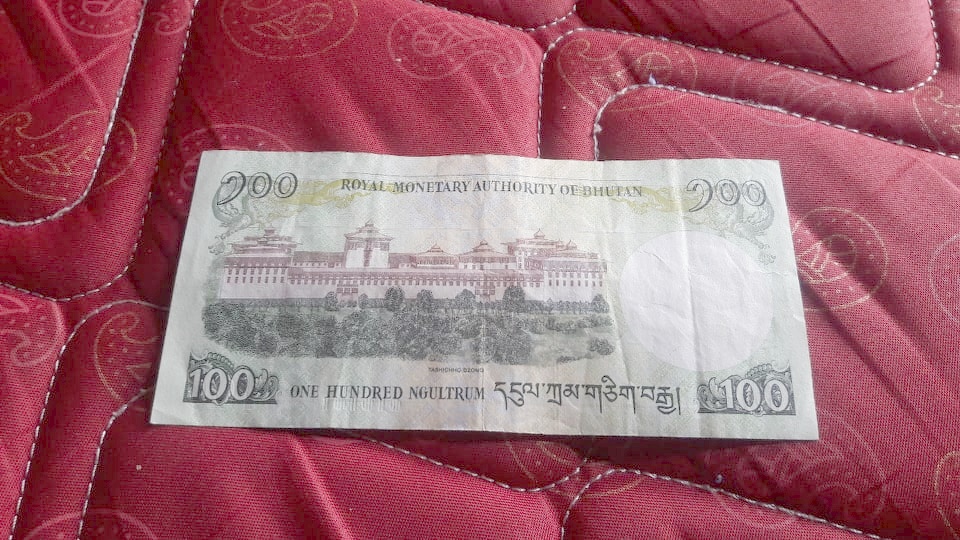 ༡༠༠ ROYAL MONETARY AUTHORITY OF BHUTAN ༡༠༠
TASHICHHO DZONG
100 ONE HUNDRED NGULTRUM དངུལ་ཀྲམ་གཅིག་བརྒྱ། 100